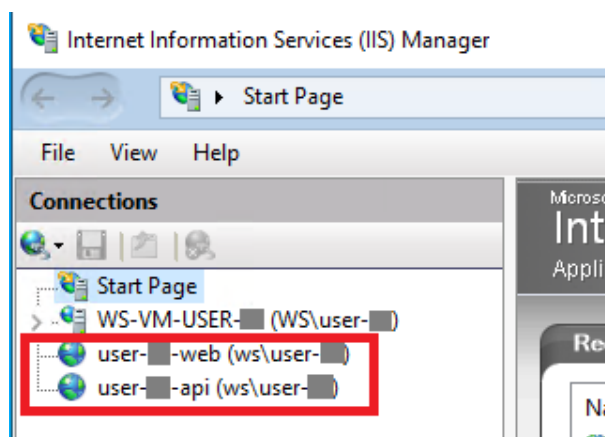 Internet Information Services (IIS) Manager
Start Page
File View Help
Connections
Start Page
WS-VM-USER- (WS\user- )
user- -web (ws\user- )
user- -api (ws\user- )
Int
Appli
Re
Na